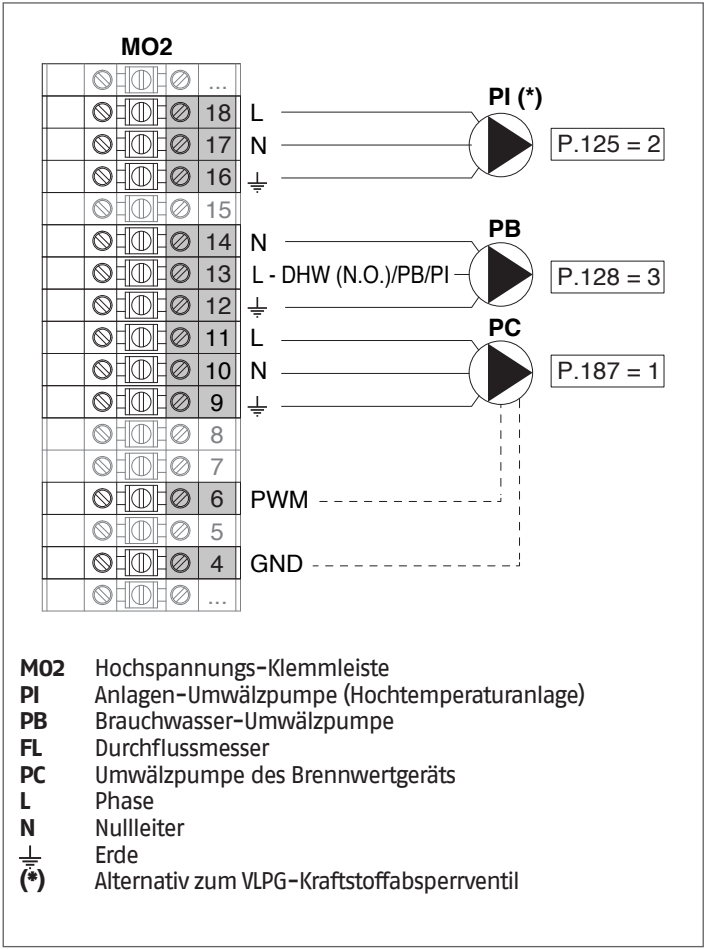 MO2
...
18 L PI (*)
17 N P.125 = 2
16
15
14 N PB
13 L - DHW (N.O.)/PB/PI P.128 = 3
12
11 L PC
10 N P.187 = 1
9
8
7
6 PWM
5
4 GND
...
MO2 Hochspannungs-Klemmleiste
PI Anlagen-Umwälzpumpe (Hochtemperaturanlage)
PB Brauchwasser-Umwälzpumpe
FL Durchflussmesser
PC Umwälzpumpe des Brennwertgeräts
L Phase
N Nullleiter
⏚ Erde
(*) Alternativ zum VLPG-Kraftstoffabsperrventil